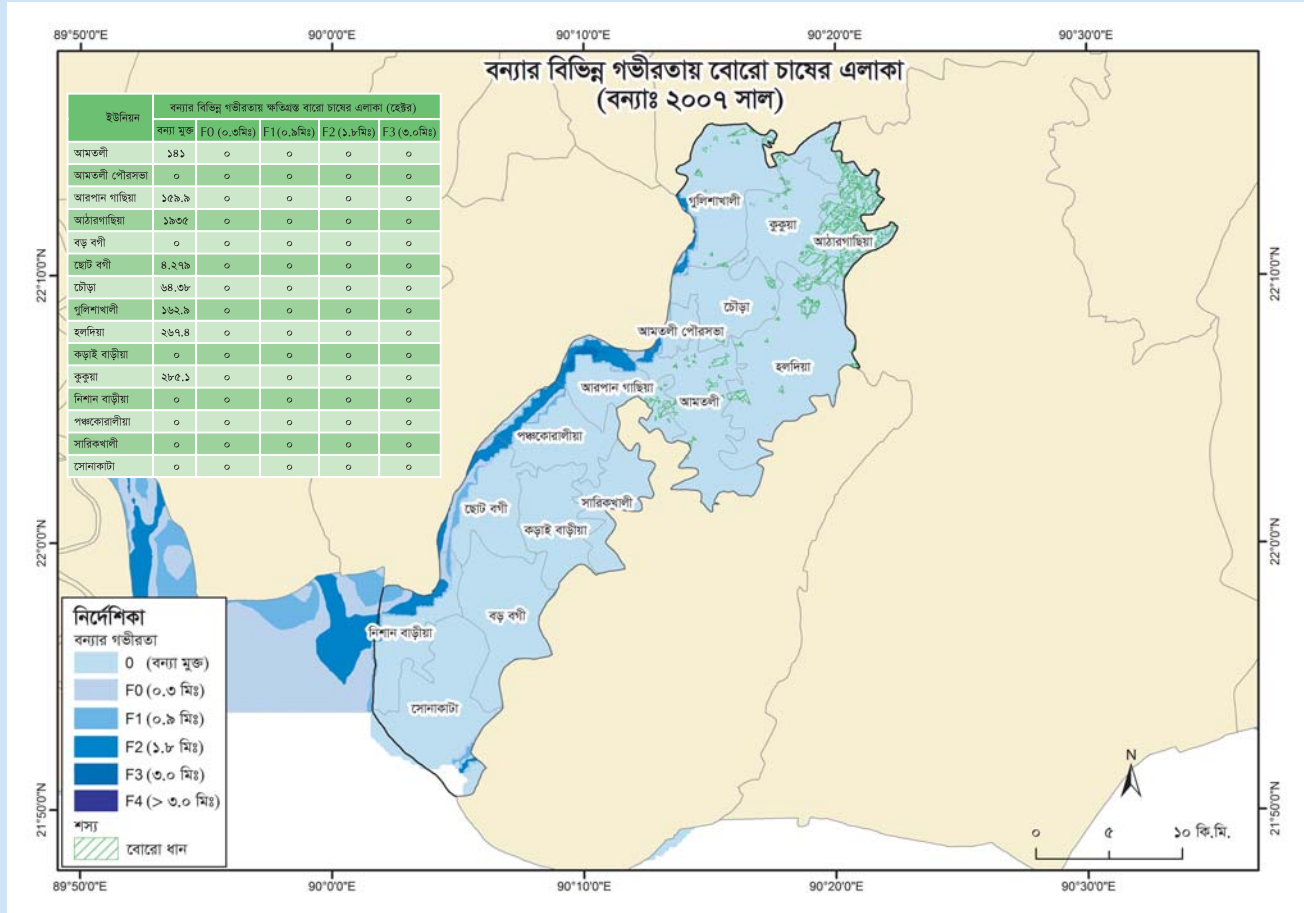 89°50'0"E 90°0'0"E 90°10'0"E 90°20'0"E 90°30'0"E
বন্যার বিভিন্ন গভীরতায় বোরো চাষের এলাকা
(বন্যাঃ ২০০৭ সাল)
ইউনিয়ন বন্যার বিভিন্ন গভীরতায় ক্ষতিগ্রস্ত বারো চাষের এলাকা (হেক্টর)
বন্যা মুক্ত F0 (০.৩মিঃ) F1(০.৯মিঃ) F2 (১.৮মিঃ) F3 (৩.০মিঃ)
আমতলী ১৪১ ০ ০ ০ ০
আমতলী পৌরসভা ০ ০ ০ ০ ০
আরপান গাছিয়া ১৫৯.৯ ০ ০ ০ ০
আঠারগাছিয়া ১৯৩৫ ০ ০ ০ ০
বড় বগী ০ ০ ০ ০ ০
ছোট বগী ৪.২৭৯ ০ ০ ০ ০
চৌড়া ৬৪.৩৮ ০ ০ ০ ০
গুলিশাখালী ১৬২.৯ ০ ০ ০ ০
হলদিয়া ২৬৭.৪ ০ ০ ০ ০
কড়াই বাড়ীয়া ০ ০ ০ ০ ০
কুকুয়া ২৮৫.১ ০ ০ ০ ০
নিশান বাড়ীয়া ০ ০ ০ ০ ০
পঞ্চকোরালীয়া ০ ০ ০ ০ ০
সারিকখালী ০ ০ ০ ০ ০
সোনাকাটা ০ ০ ০ ০ ০
গুলিশাখালী
কুকুয়া
আঠারগাছিয়া
22°10'0"N 22°10'0"N
চৌড়া
আমতলী পৌরসভা
হলদিয়া
আরপান গাছিয়া
আমতলী
পঞ্চকোরালীয়া
ছোট বগী
সারিকখালী
কড়াই বাড়ীয়া
22°0'0"N 22°0'0"N
বড় বগী
নিশান বাড়ীয়া
সোনাকাটা
নির্দেশিকা
বন্যার গভীরতা
0 (বন্যা মুক্ত)
F0 (০.৩ মিঃ)
F1 (০.৯ মিঃ)
F2 (১.৮ মিঃ)
F3 (৩.০ মিঃ)
F4 (> ৩.০ মিঃ)
শস্য
বোরো ধান
21°50'0"N 21°50'0"N
N
০ ৫ ১০ কি.মি.
89°50'0"E 90°0'0"E 90°10'0"E 90°20'0"E 90°30'0"E